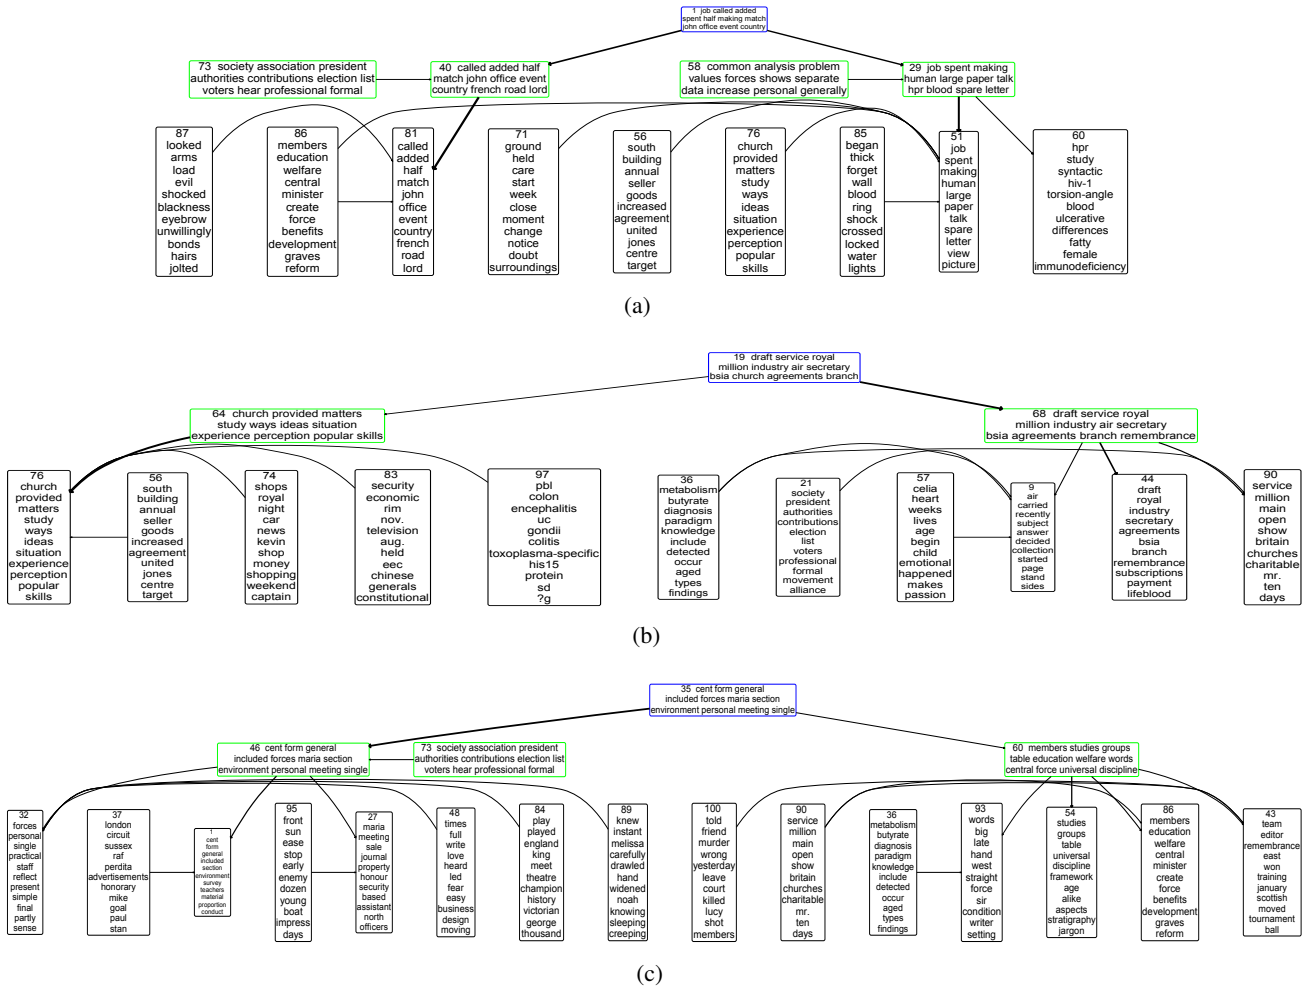 1 job called added
spent half making match
john office event country
73 society association president
authorities contributions election list
voters hear professional formal
40 called added half
match john office event
country french road lord
58 common analysis problem
values forces shows separate
data increase personal generally
29 job spent making
human large paper talk
hpr blood spare letter
87
looked
arms
load
evil
shocked
blackness
eyebrow
unwillingly
bonds
hairs
jolted
86
members
education
welfare
central
minister
create
force
benefits
development
graves
reform
81
called
added
half
match
john
office
event
country
french
road
lord
71
ground
held
care
start
week
close
moment
change
notice
doubt
surroundings
56
south
building
annual
seller
goods
increased
agreement
united
jones
centre
target
76
church
provided
matters
study
ways
ideas
situation
experience
perception
popular
skills
85
began
thick
forget
wall
blood
ring
shock
crossed
locked
water
lights
51
job
spent
making
human
large
paper
talk
spare
letter
view
picture
60
hpr
study
syntactic
hiv-1
torsion-angle
blood
ulcerative
differences
fatty
female
immunodeficiency
(a)
19 draft service royal
million industry air secretary
bsia church agreements branch
64 church provided matters
study ways ideas situation
experience perception popular skills
68 draft service royal
million industry air secretary
bsia agreements branch remembrance
76
church
provided
matters
study
ways
ideas
situation
experience
perception
popular
skills
56
south
building
annual
seller
goods
increased
agreement
united
jones
centre
target
74
shops
royal
night
car
news
kevin
shop
money
shopping
weekend
captain
83
security
economic
rim
nov.
television
aug.
held
eec
chinese
generals
constitutional
97
pbl
colon
encephalitis
uc
gondii
colitis
toxoplasma-specific
his15
protein
sd
?g
36
metabolism
butyrate
diagnosis
paradigm
knowledge
include
detected
occur
aged
types
findings
21
society
president
authorities
contributions
election
list
voters
professional
formal
movement
alliance
57
celia
heart
weeks
lives
age
begin
child
emotional
happened
makes
passion
9
air
carried
recently
subject
answer
decided
collection
started
page
stand
sides
44
draft
royal
industry
secretary
agreements
bsia
branch
remembrance
subscriptions
payment
lifeblood
90
service
million
main
open
show
britain
churches
charitable
mr.
ten
days
(b)
35 cent form general
included forces maria section
environment personal meeting single
46 cent form general
included forces maria section
environment personal meeting single
73 society association president
authorities contributions election list
voters hear professional formal
60 members studies groups
table education welfare words
central force universal discipline
32
forces
personal
single
practical
staff
reflect
present
simple
final
partly
sense
37
london
circuit
sussex
raf
perdita
advertisements
honorary
mike
goal
paul
stan
1
cent
form
general
included
section
environment
survey
teachers
material
proportion
conduct
95
front
sun
ease
stop
early
enemy
dozen
young
boat
impress
days
27
maria
meeting
sale
journal
property
honour
security
based
assistant
north
officers
48
times
full
write
love
heard
led
fear
easy
business
design
moving
84
play
played
england
king
meet
theatre
champion
history
victorian
george
thousand
89
knew
instant
melissa
carefully
drawled
hand
widened
noah
knowing
sleeping
creeping
100
told
friend
murder
wrong
yesterday
leave
court
killed
lucy
shot
members
90
service
million
main
open
show
britain
churches
charitable
mr.
ten
days
36
metabolism
butyrate
diagnosis
paradigm
knowledge
include
detected
occur
aged
types
findings
93
words
big
late
hand
west
straight
force
sir
condition
writer
setting
54
studies
groups
table
universal
discipline
framework
age
alike
aspects
stratigraphy
jargon
86
members
education
welfare
central
minister
create
force
benefits
development
graves
reform
43
team
editor
remembrance
east
won
training
january
scottish
moved
tournament
ball
(c)